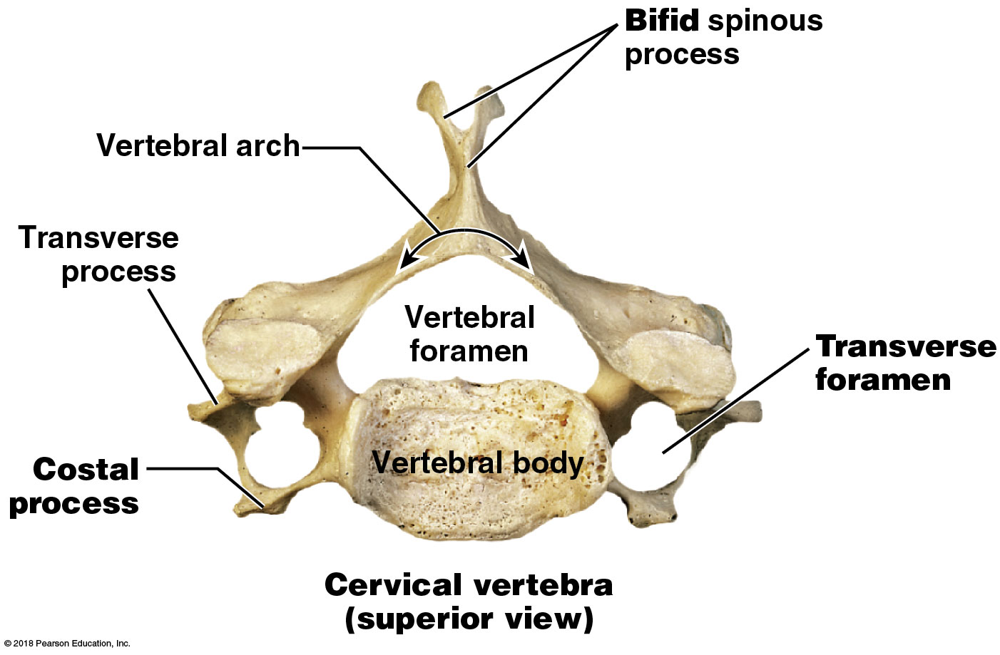 Bifid spinous
process
Vertebral arch
Transverse
process
Vertebral
foramen
Transverse
foramen
Costal
process
Vertebral body
Cervical vertebra
(superior view)
© 2018 Pearson Education, Inc.